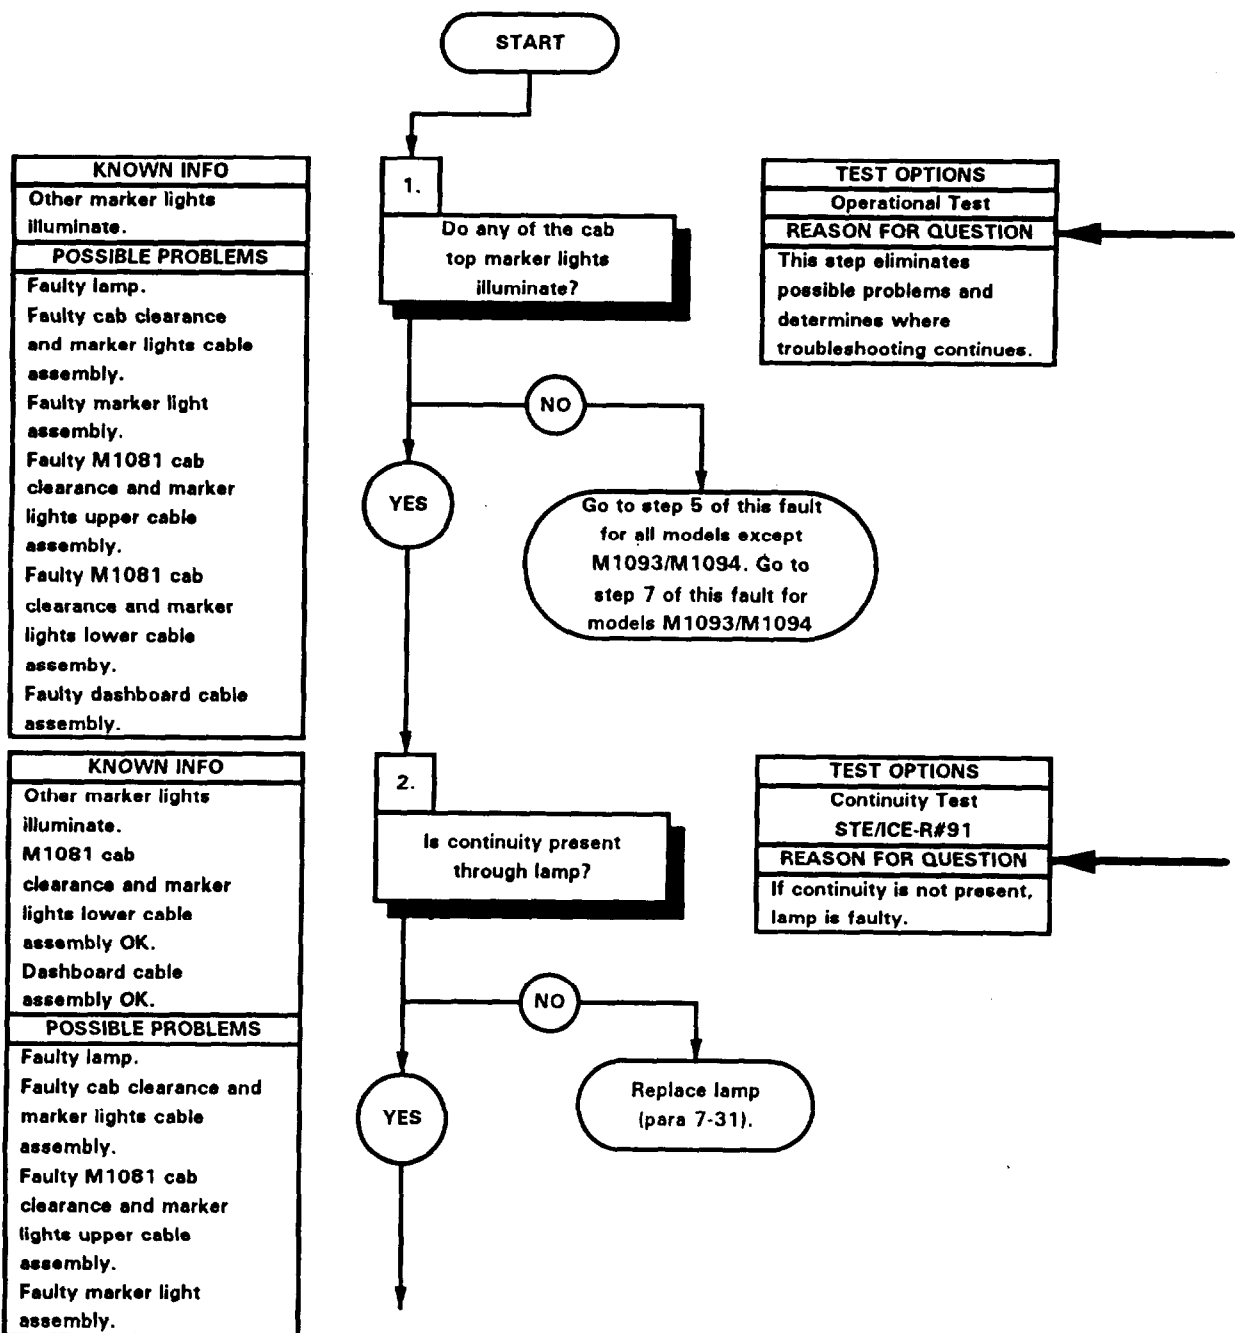 START
KNOWN INFO
Other marker lights
illuminate.
POSSIBLE PROBLEMS
Faulty lamp.
Faulty cab clearance
and marker lights cable
assembly.
Faulty marker light
assembly.
Faulty M1081 cab
clearance and marker
lights upper cable
assembly.
Faulty M1081 cab
clearance and marker
lights lower cable
assemby.
Faulty dashboard cable
assembly.
1.
Do any of the cab
top marker lights
illuminate?
TEST OPTIONS
Operational Test
REASON FOR QUESTION
This step eliminates
possible problems and
determines where
troubleshooting continues.
NO
YES
Go to step 5 of this fault
for all models except
M1093/M1094. Go to
step 7 of this fault for
models M1093/M1094
KNOWN INFO
Other marker lights
illuminate.
M1081 cab
clearance and marker
lights lower cable
assembly OK.
Dashboard cable
assembly OK.
POSSIBLE PROBLEMS
Faulty lamp.
Faulty cab clearance and
marker lights cable
assembly.
Faulty M1081 cab
clearance and marker
lights upper cable
assembly.
Faulty marker light
assembly.
2.
Is continuity present
through lamp?
TEST OPTIONS
Continuity Test
STE/ICE-R#91
REASON FOR QUESTION
If continuity is not present,
lamp is faulty.
NO
YES
Replace lamp
(para 7-31).